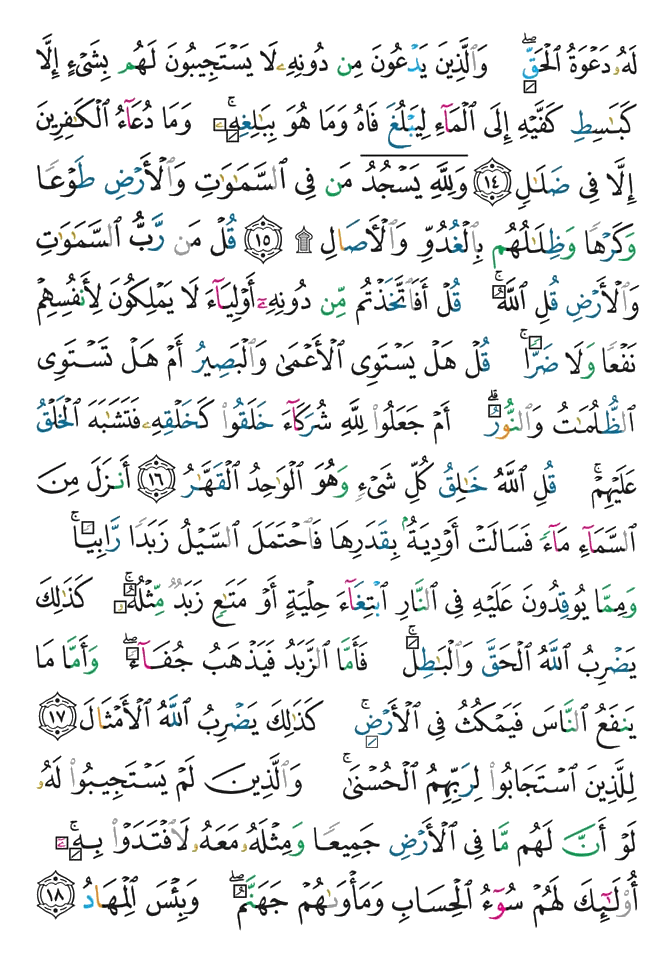 لَهُۥ دَعْوَةُ ٱلْحَقِّ ۖ وَٱلَّذِينَ يَدْعُونَ مِن دُونِهِۦ لَا يَسْتَجِيبُونَ لَهُم بِشَىْءٍ إِلَّا
كَبَـٰسِطِ كَفَّيْهِ إِلَى ٱلْمَآءِ لِيَبْلُغَ فَاهُ وَمَا هُوَ بِبَـٰلِغِهِۦ ۚ وَمَا دُعَآءُ ٱلْكَـٰفِرِينَ
إِلَّا فِى ضَلَـٰلٍ ١٤ وَلِلَّهِ يَسْجُدُ مَن فِى ٱلسَّمَـٰوَٰتِ وَٱلْأَرْضِ طَوْعًا
وَكَرْهًا وَظِلَـٰلُهُم بِٱلْغُدُوِّ وَٱلْـَٔاصَالِ ۩ ١٥ قُلْ مَن رَّبُّ ٱلسَّمَـٰوَٰتِ
وَٱلْأَرْضِ قُلِ ٱللَّهُ ۚ قُلْ أَفَٱتَّخَذْتُم مِّن دُونِهِۦٓ أَوْلِيَآءَ لَا يَمْلِكُونَ لِأَنفُسِهِمْ
نَفْعًا وَلَا ضَرًّا ۚ قُلْ هَلْ يَسْتَوِى ٱلْأَعْمَىٰ وَٱلْبَصِيرُ أَمْ هَلْ تَسْتَوِى
ٱلظُّلُمَـٰتُ وَٱلنُّورُ ۗ أَمْ جَعَلُوا۟ لِلَّهِ شُرَكَآءَ خَلَقُوا۟ كَخَلْقِهِۦ فَتَشَـٰبَهَ ٱلْخَلْقُ
عَلَيْهِمْ ۚ قُلِ ٱللَّهُ خَـٰلِقُ كُلِّ شَىْءٍ وَهُوَ ٱلْوَٰحِدُ ٱلْقَهَّـٰرُ ١٦ أَنزَلَ مِنَ
ٱلسَّمَآءِ مَآءً فَسَالَتْ أَوْدِيَةٌۢ بِقَدَرِهَا فَٱحْتَمَلَ ٱلسَّيْلُ زَبَدًا رَّابِيًا ۚ
وَمِمَّا يُوقِدُونَ عَلَيْهِ فِى ٱلنَّارِ ٱبْتِغَآءَ حِلْيَةٍ أَوْ مَتَـٰعٍ زَبَدٌ مِّثْلُهُۥ ۚ كَذَٰلِكَ
يَضْرِبُ ٱللَّهُ ٱلْحَقَّ وَٱلْبَـٰطِلَ ۚ فَأَمَّا ٱلزَّبَدُ فَيَذْهَبُ جُفَآءً ۖ وَأَمَّا مَا
يَنفَعُ ٱلنَّاسَ فَيَمْكُثُ فِى ٱلْأَرْضِ ۚ كَذَٰلِكَ يَضْرِبُ ٱللَّهُ ٱلْأَمْثَالَ ١٧
لِلَّذِينَ ٱسْتَجَابُوا۟ لِرَبِّهِمُ ٱلْحُسْنَىٰ ۚ وَٱلَّذِينَ لَمْ يَسْتَجِيبُوا۟ لَهُۥ
لَوْ أَنَّ لَهُم مَّا فِى ٱلْأَرْضِ جَمِيعًا وَمِثْلَهُۥ مَعَهُۥ لَٱفْتَدَوْا۟ بِهِۦٓ ۚ
أُو۟لَـٰٓئِكَ لَهُمْ سُوٓءُ ٱلْحِسَابِ وَمَأْوَىٰهُمْ جَهَنَّمُ ۖ وَبِئْسَ ٱلْمِهَادُ ١٨